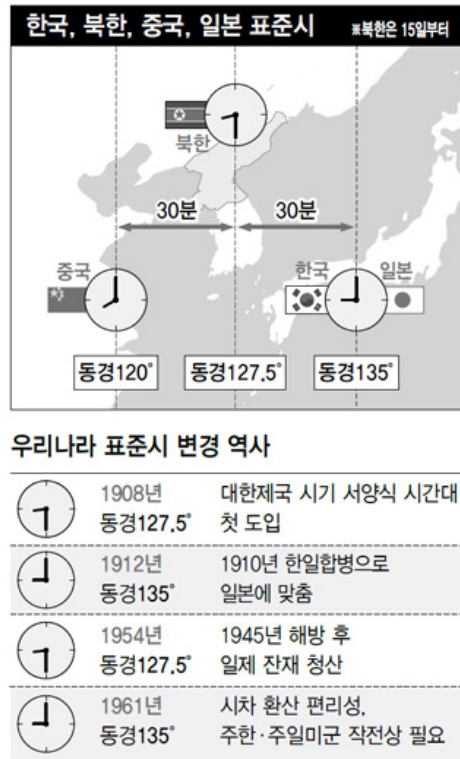 한국, 북한, 중국, 일본 표준시
※북한은 15일부터
북한
30분
30분
중국
한국
일본
동경120°
동경127.5°
동경135°
우리나라 표준시 변경 역사
1908년
동경127.5°
대한제국 시기 서양식 시간대
첫 도입
1912년
동경135°
1910년 한일합병으로
일본에 맞춤
1954년
동경127.5°
1945년 해방 후
일제 잔재 청산
1961년
동경135°
시차 환산 편리성,
주한·주일미군 작전상 필요